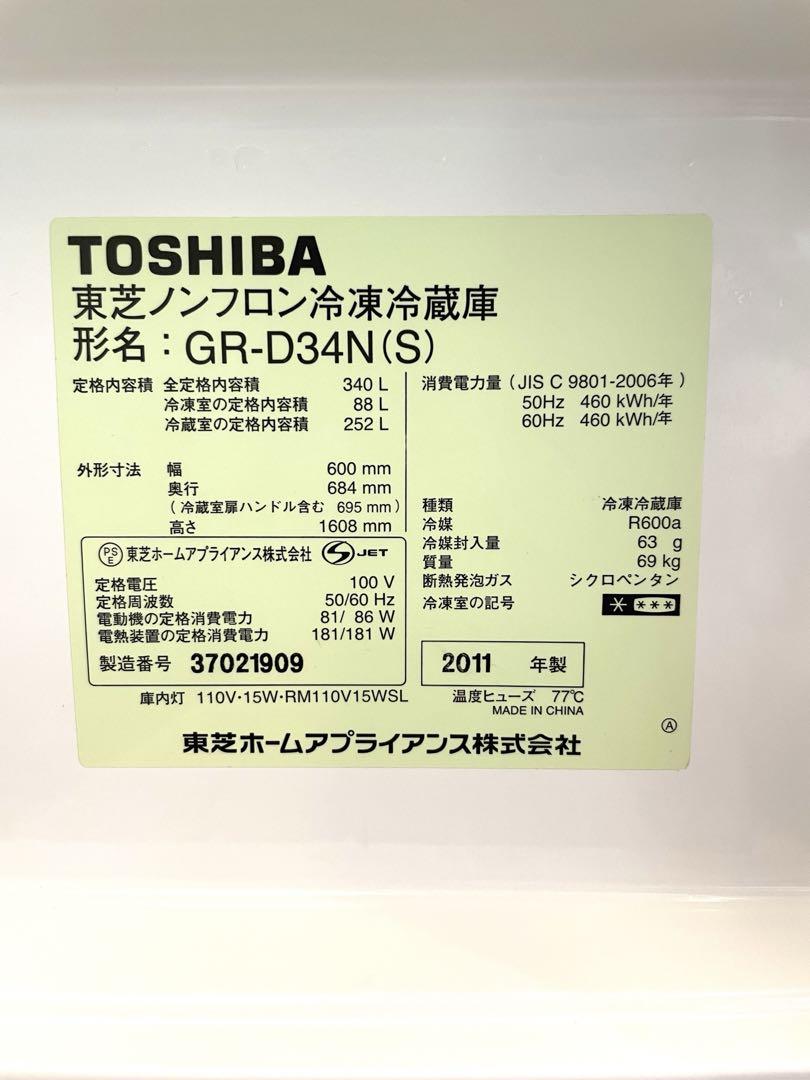 TOSHIBA
東芝ノンフロン冷凍冷蔵庫
形名：GR-D34N(S)
定格内容積 全定格内容積 340 L
冷凍室の定格内容積 88 L
冷蔵室の定格内容積 252 L
外形寸法 幅 600 mm
奥行 684 mm
（冷蔵室扉ハンドル含む 695 mm）
高さ 1608 mm
消費電力量（JIS C 9801-2006年）
50Hz 460 kWh/年
60Hz 460 kWh/年
種類 冷凍冷蔵庫
冷媒 R600a
冷媒封入量 63 g
質量 69 kg
断熱発泡ガス シクロペンタン
冷凍室の記号 * ***
PSE 東芝ホームアプライアンス株式会社 S JET
定格電圧 100 V
定格周波数 50/60 Hz
電動機の定格消費電力 81/ 86 W
電熱装置の定格消費電力 181/181 W
製造番号 37021909
2011 年製
庫内灯 110V・15W・RM110V15WSL
温度ヒューズ 77℃
MADE IN CHINA
Ⓐ
東芝ホームアプライアンス株式会社